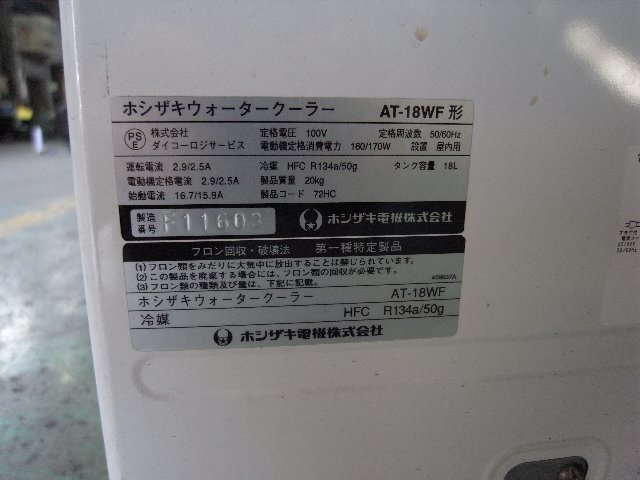 ホシザキウォータークーラー AT-18WF 形
PSE 株式会社 ダイコーロジサービス
定格電圧 100V 定格周波数 50/60Hz
電動機定格消費電力 160/170W 設置 屋内用
運転電流 2.9/2.5A 冷媒 HFC R134a/50g タンク容量 18L
電動機定格電流 2.9/2.5A 製品質量 20kg
始動電流 16.7/15.9A 製品コード 72HC
製造番号 F11603 ホシザキ電機株式会社
フロン回収・破壊法 第一種特定製品
(1)フロン類をみだりに大気中に放出することは禁じられています。
(2)この製品を廃棄する場合には、フロン類の回収が必要です。
(3)フロン類の種類及び数量は、下記に記載。
ホシザキウォータークーラー AT-18WF
冷媒 HFC R134a/50g
ホシザキ電機株式会社